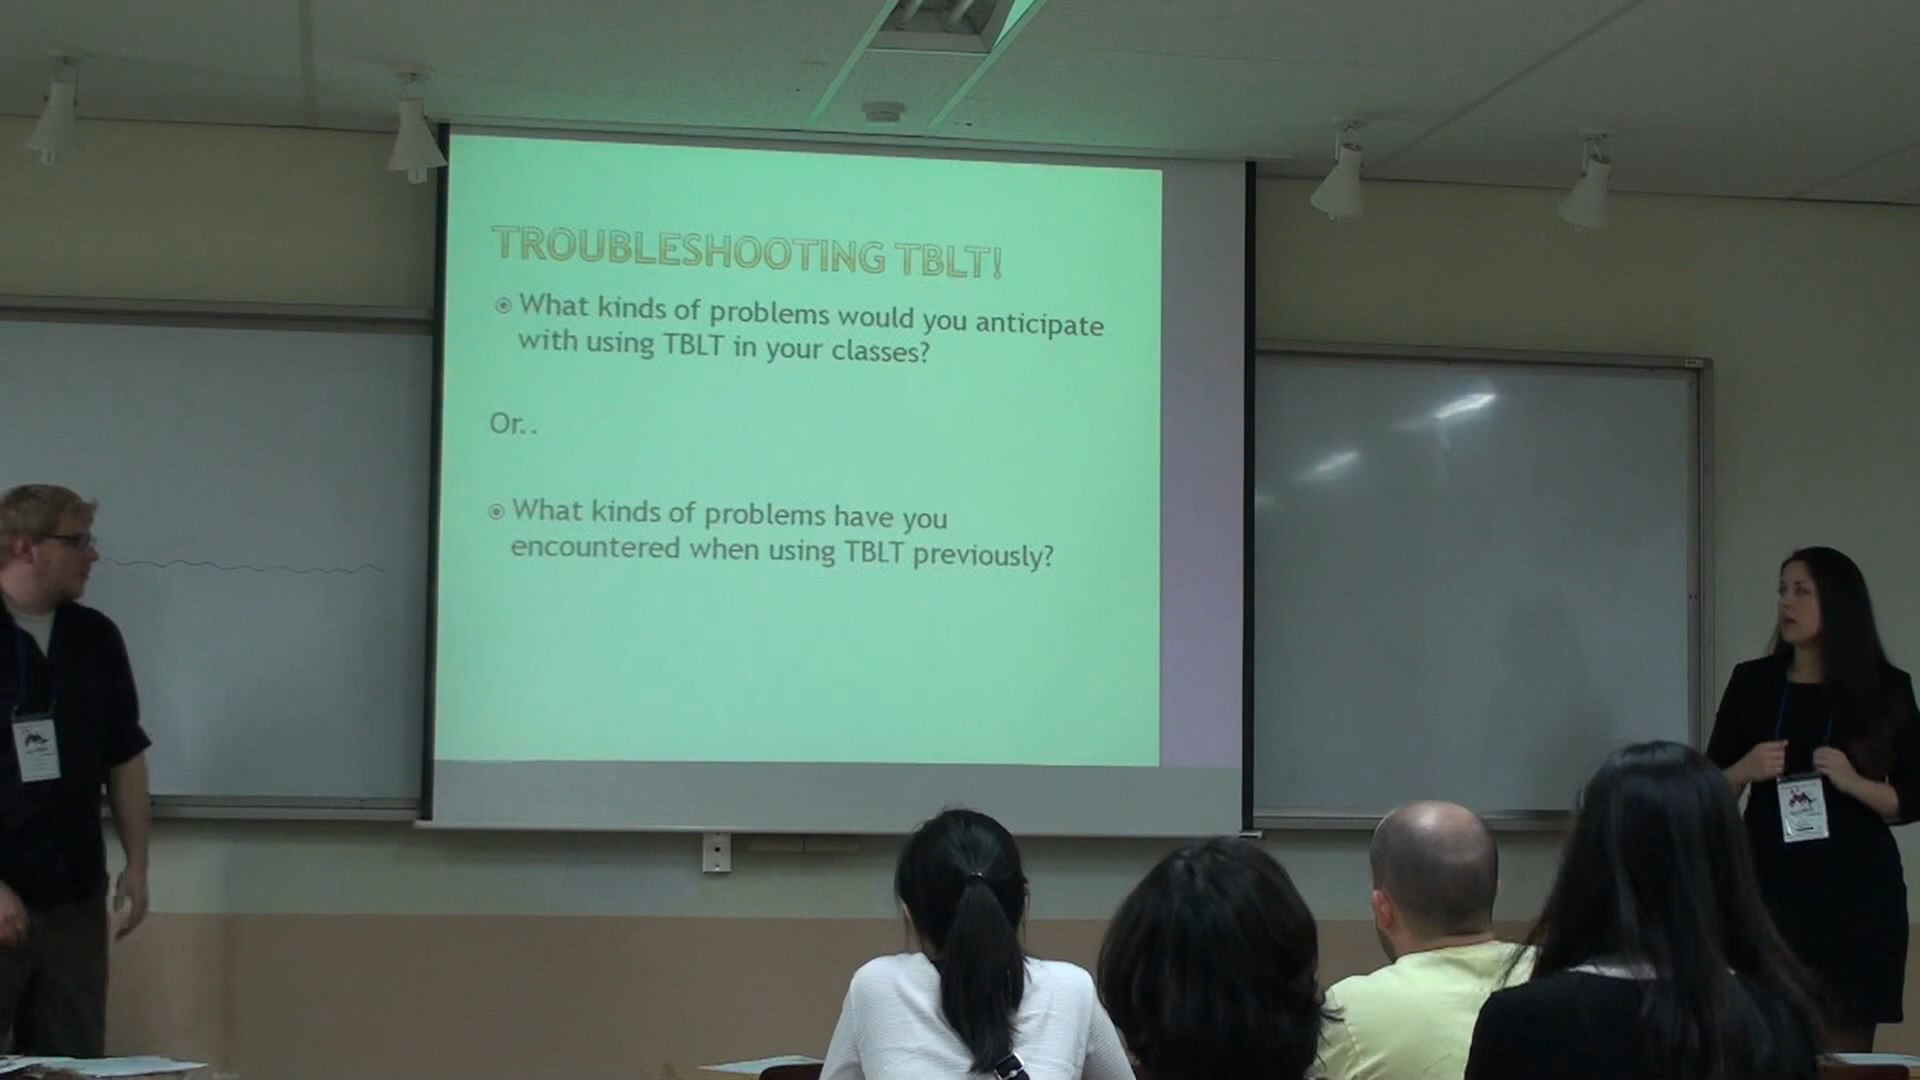 TROUBLESHOOTING TBLT!
What kinds of problems would you anticipate
with using TBLT in your classes?
Or..
What kinds of problems have you
encountered when using TBLT previously?